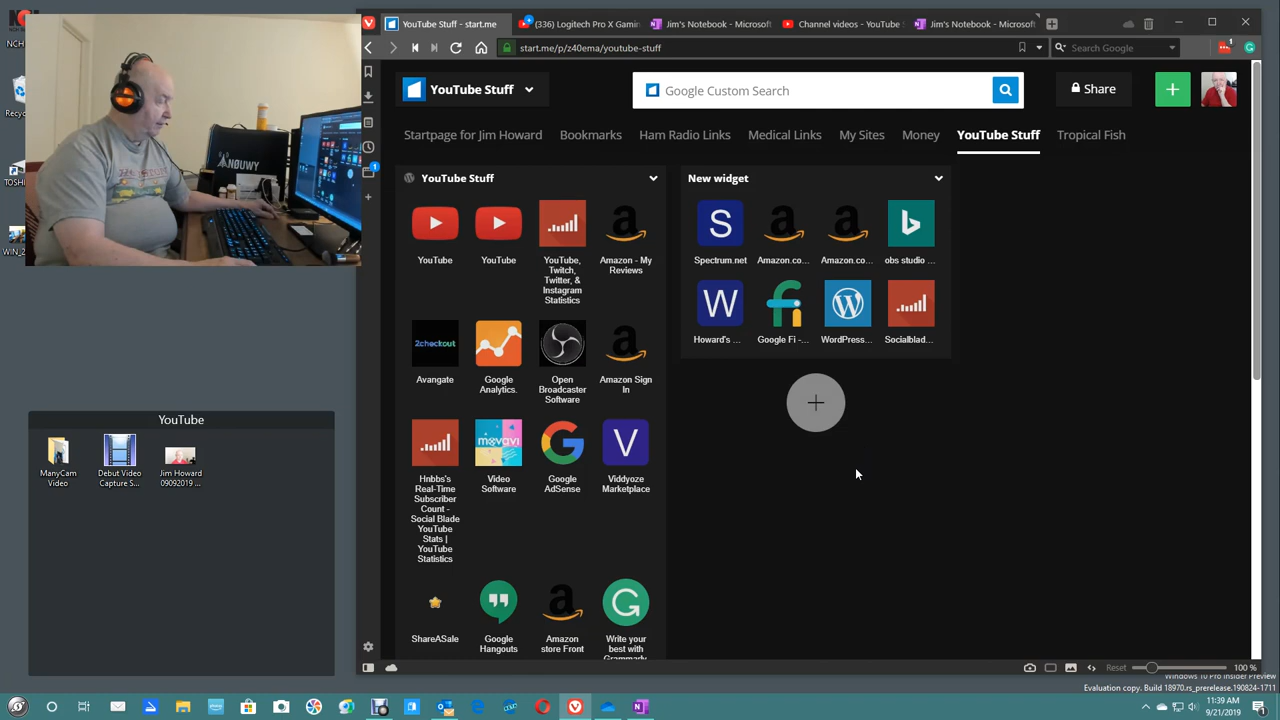 YouTube Stuff - start.me
(336) Logitech Pro X Gamin
Jim's Notebook — Microsoft
Channel videos - YouTube S
Jim's Notebook — Microsoft
start.me/p/z40ema/youtube-stuff
Search Google
YouTube Stuff
Google Custom Search
Share
Startpage for Jim Howard
Bookmarks
Ham Radio Links
Medical Links
My Sites
Money
YouTube Stuff
Tropical Fish
YouTube Stuff
YouTube
YouTube
YouTube,
Twitch,
Twitter, &
Instagram
Statistics
Amazon - My
Reviews
2checkout
Avangate
Google
Analytics.
Open
Broadcaster
Software
Amazon Sign
In
Hnbbs's
Real-Time
Subscriber
Count -
Social Blade
YouTube
Stats |
YouTube
Statistics
movavi
Video
Software
Google
AdSense
V
Viddyoze
Marketplace
ShareASale
Google
Hangouts
Amazon
store Front
Write your
best with
Grammarly
New widget
S
Spectrum.net
Amazon.co...
Amazon.co...
obs studio ...
W
Howard's ...
Google Fi -...
WordPress...
Socialblad...
NOUWY
NCH
Recyc
TOSHI
WIN_2
YouTube
ManyCam
Video
Debut Video
Capture S...
Jim Howard
09092019 ...
Reset
100 %
Windows 10 Pro Insider Preview
Evaluation copy. Build 18970.rs_prerelease.190824-1711
11:39 AM
9/21/2019